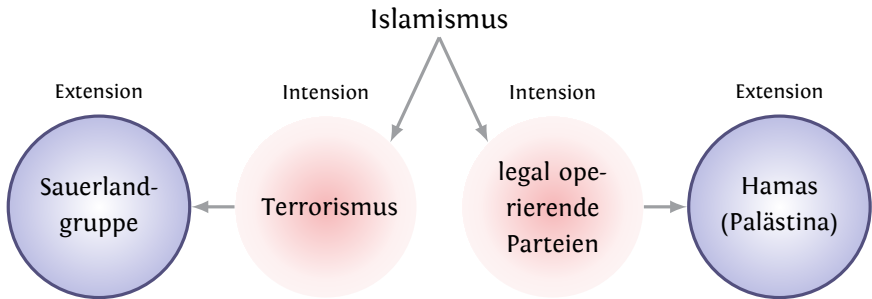 Islamismus
Extension
Intension
Intension
Extension
Sauerland-
gruppe
Terrorismus
legal ope-
rierende
Parteien
Hamas
(Palästina)